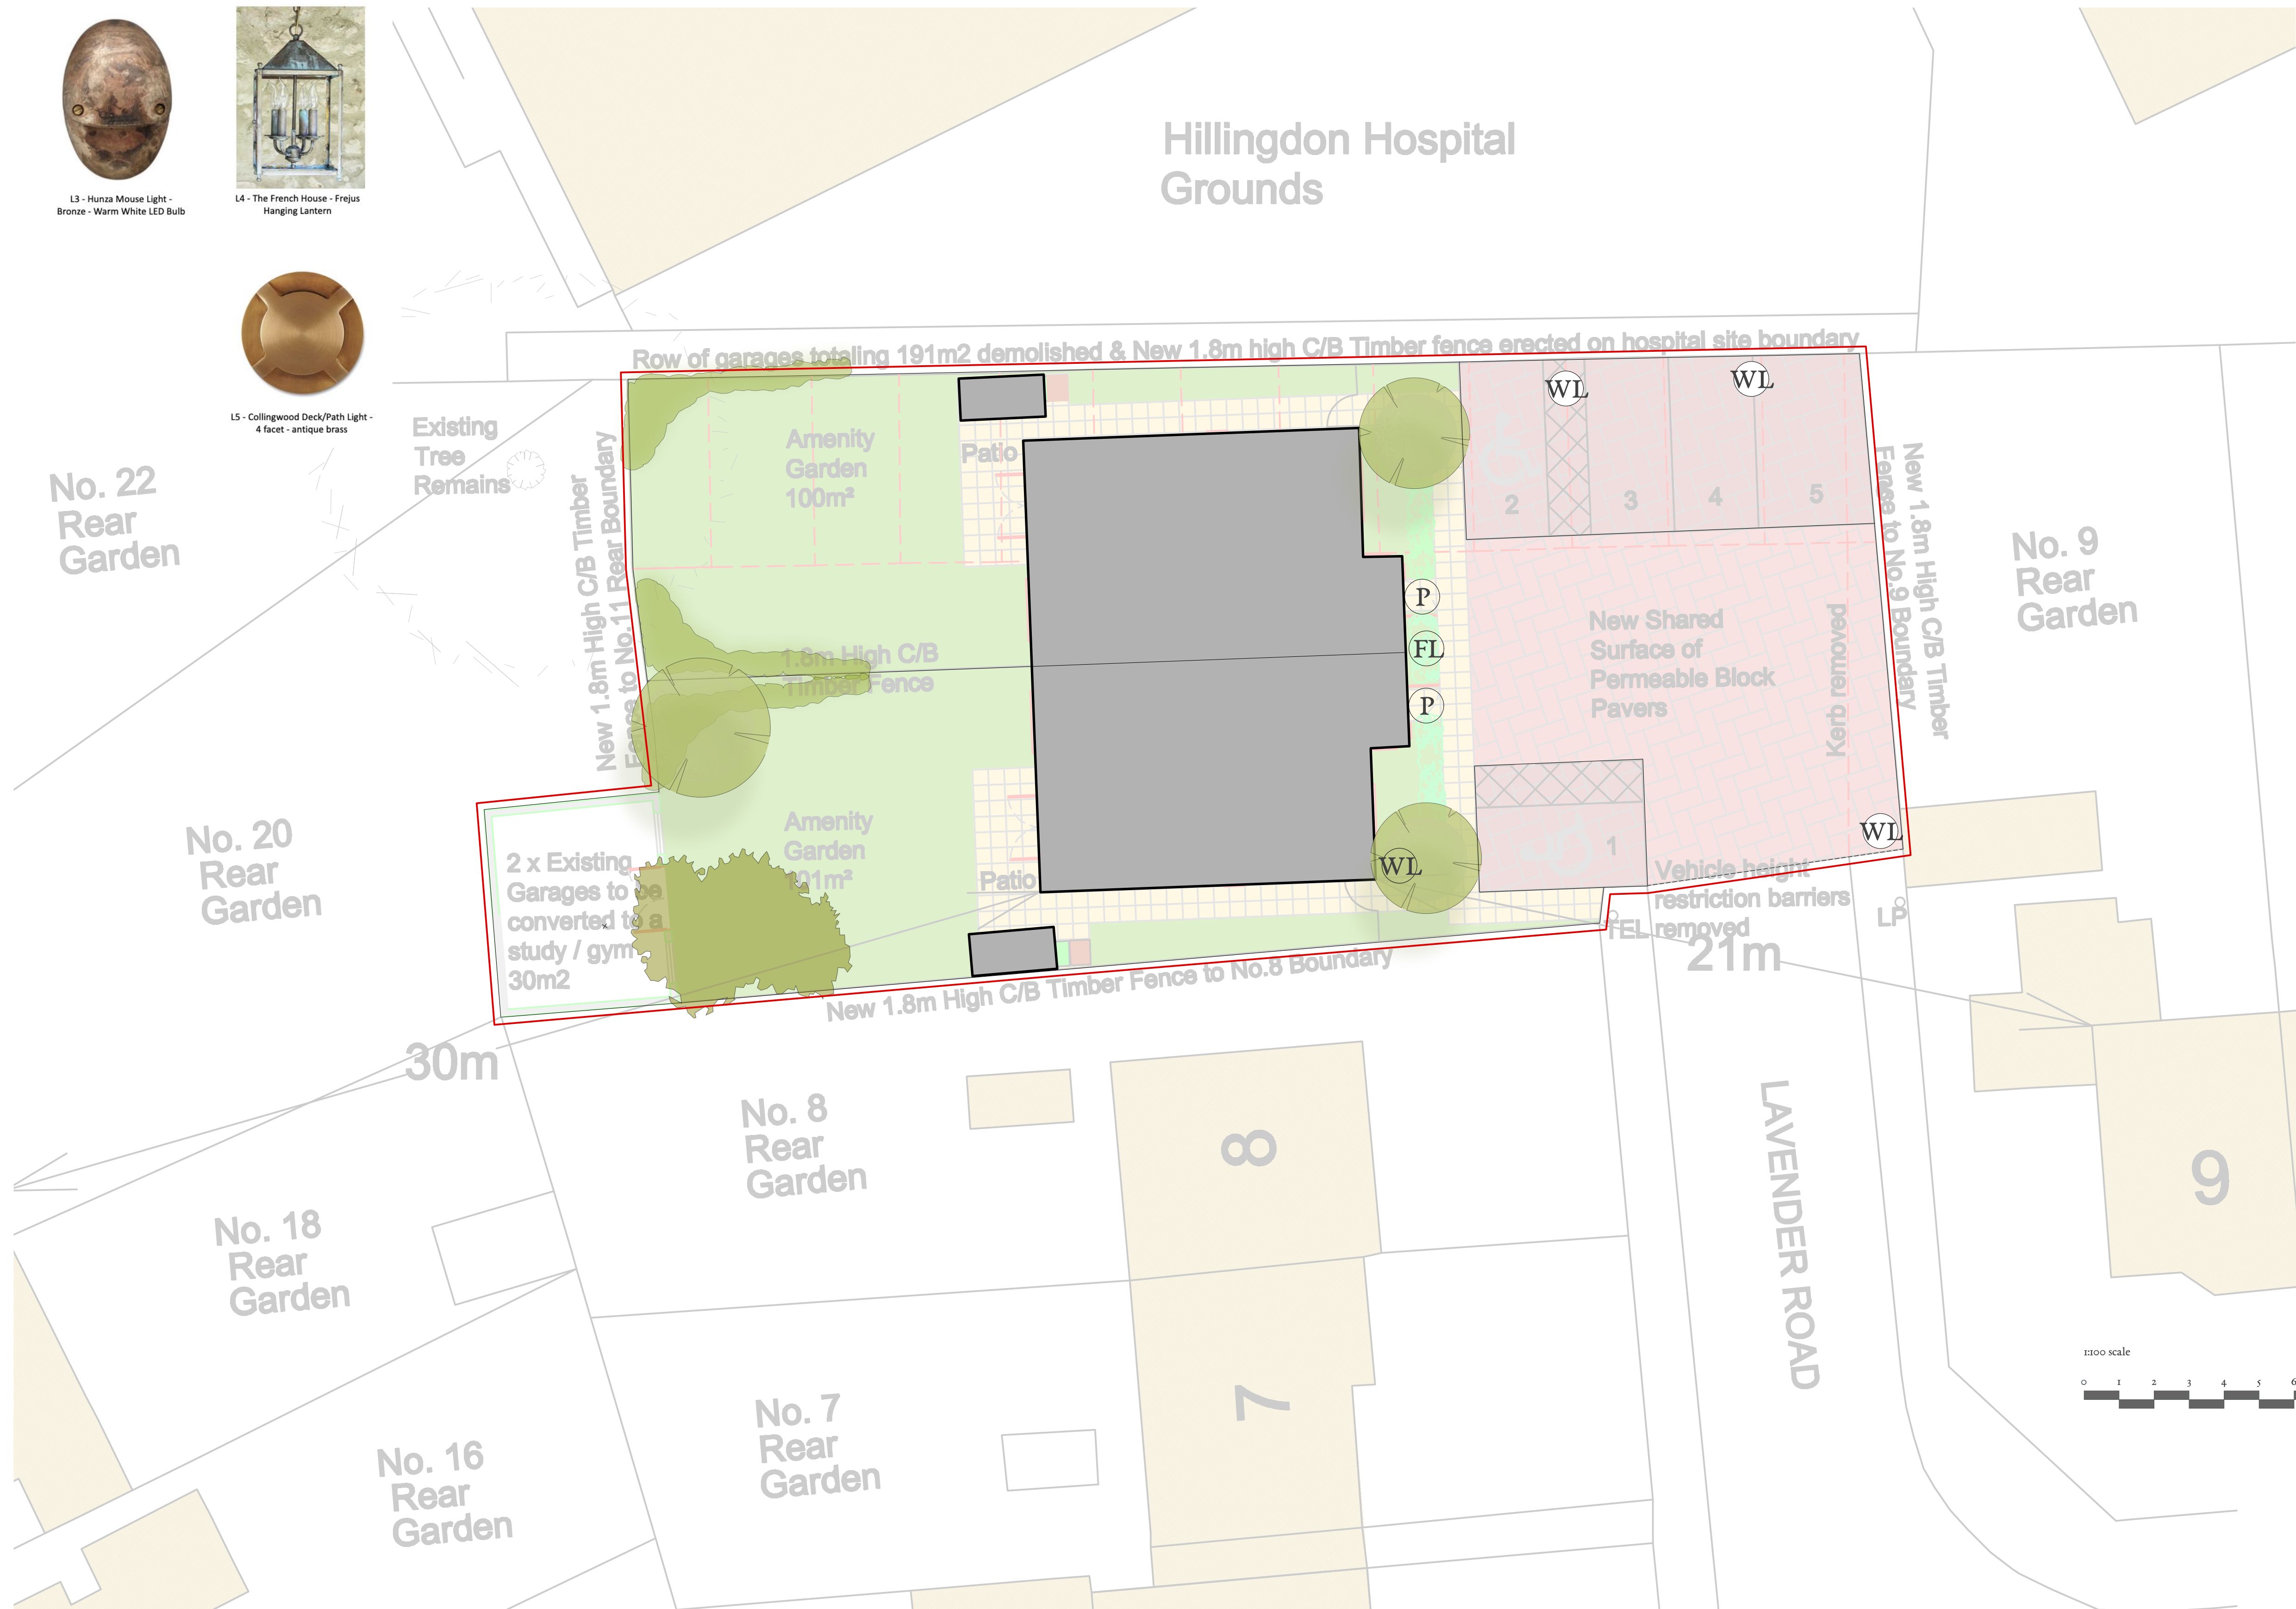 L3 - Hunza Mouse Light -
Bronze - Warm White LED Bulb
L4 - The French House - Frejus
Hanging Lantern
L5 - Collingwood Deck/Path Light -
4 facet - antique brass
Hillingdon Hospital
Grounds
Row of garages totaling 191m2 demolished & New 1.8m high C/B Timber fence erected on hospital site boundary
Existing
Tree
Remains
No. 22
Rear
Garden
New 1.8m High C/B Timber
Fence to No.11 Rear Boundary
Amenity
Garden
100m²
Patio
WL
WL
2
3
4
5
New 1.8m High C/B Timber
Fence to No.9 Boundary
No. 9
Rear
Garden
P
FL
P
1.8m High C/B
Timber Fence
New Shared
Surface of
Permeable Block
Pavers
Kerb removed
No. 20
Rear
Garden
2 x Existing
Garages to be
converted to a
study / gym
30m2
Amenity
Garden
101m²
Patio
WL
1
WL
Vehicle height
restriction barriers
removed
TEL
LP
21m
New 1.8m High C/B Timber Fence to No.8 Boundary
30m
No. 8
Rear
Garden
8
9
LAVENDER ROAD
No. 18
Rear
Garden
No. 7
Rear
Garden
7
No. 16
Rear
Garden
1:100 scale
0 1 2 3 4 5 6